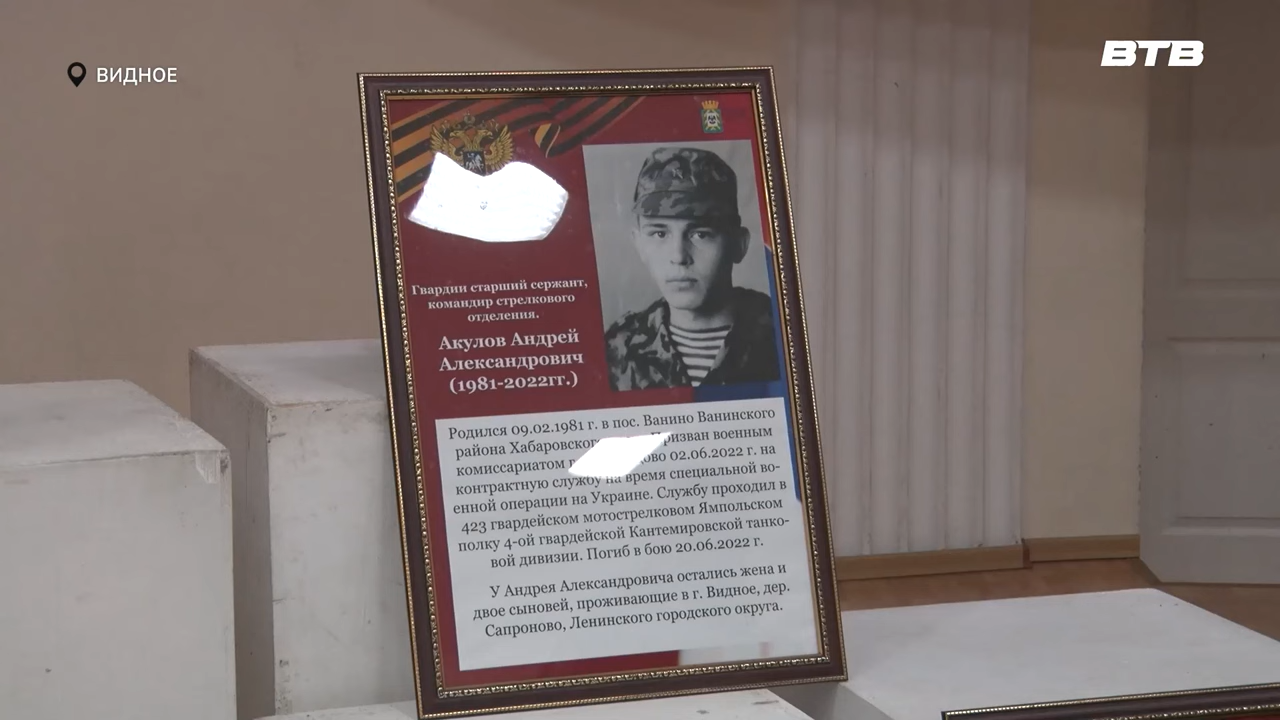 ВИДНОЕ
ВТВ
Гвардии старший сержант,
командир стрелкового
отделения.
Акулов Андрей
Александрович
(1981-2022гг.)
Родился 09.02.1981 г. в пос. Ванино Ванинского
района Хабаровского Призван военным
комиссариатом 02.06.2022 г. на
контрактную службу на время специальной во-
енной операции на Украине. Службу проходил в
423 гвардейском мотострелковом Ямпольском
полку 4-ой гвардейской Кантемировской танко-
вой дивизии. Погиб в бою 20.06.2022 г.
У Андрея Александровича остались жена и
двое сыновей, проживающие в г. Видное, дер.
Сапроново, Ленинского городского округа.